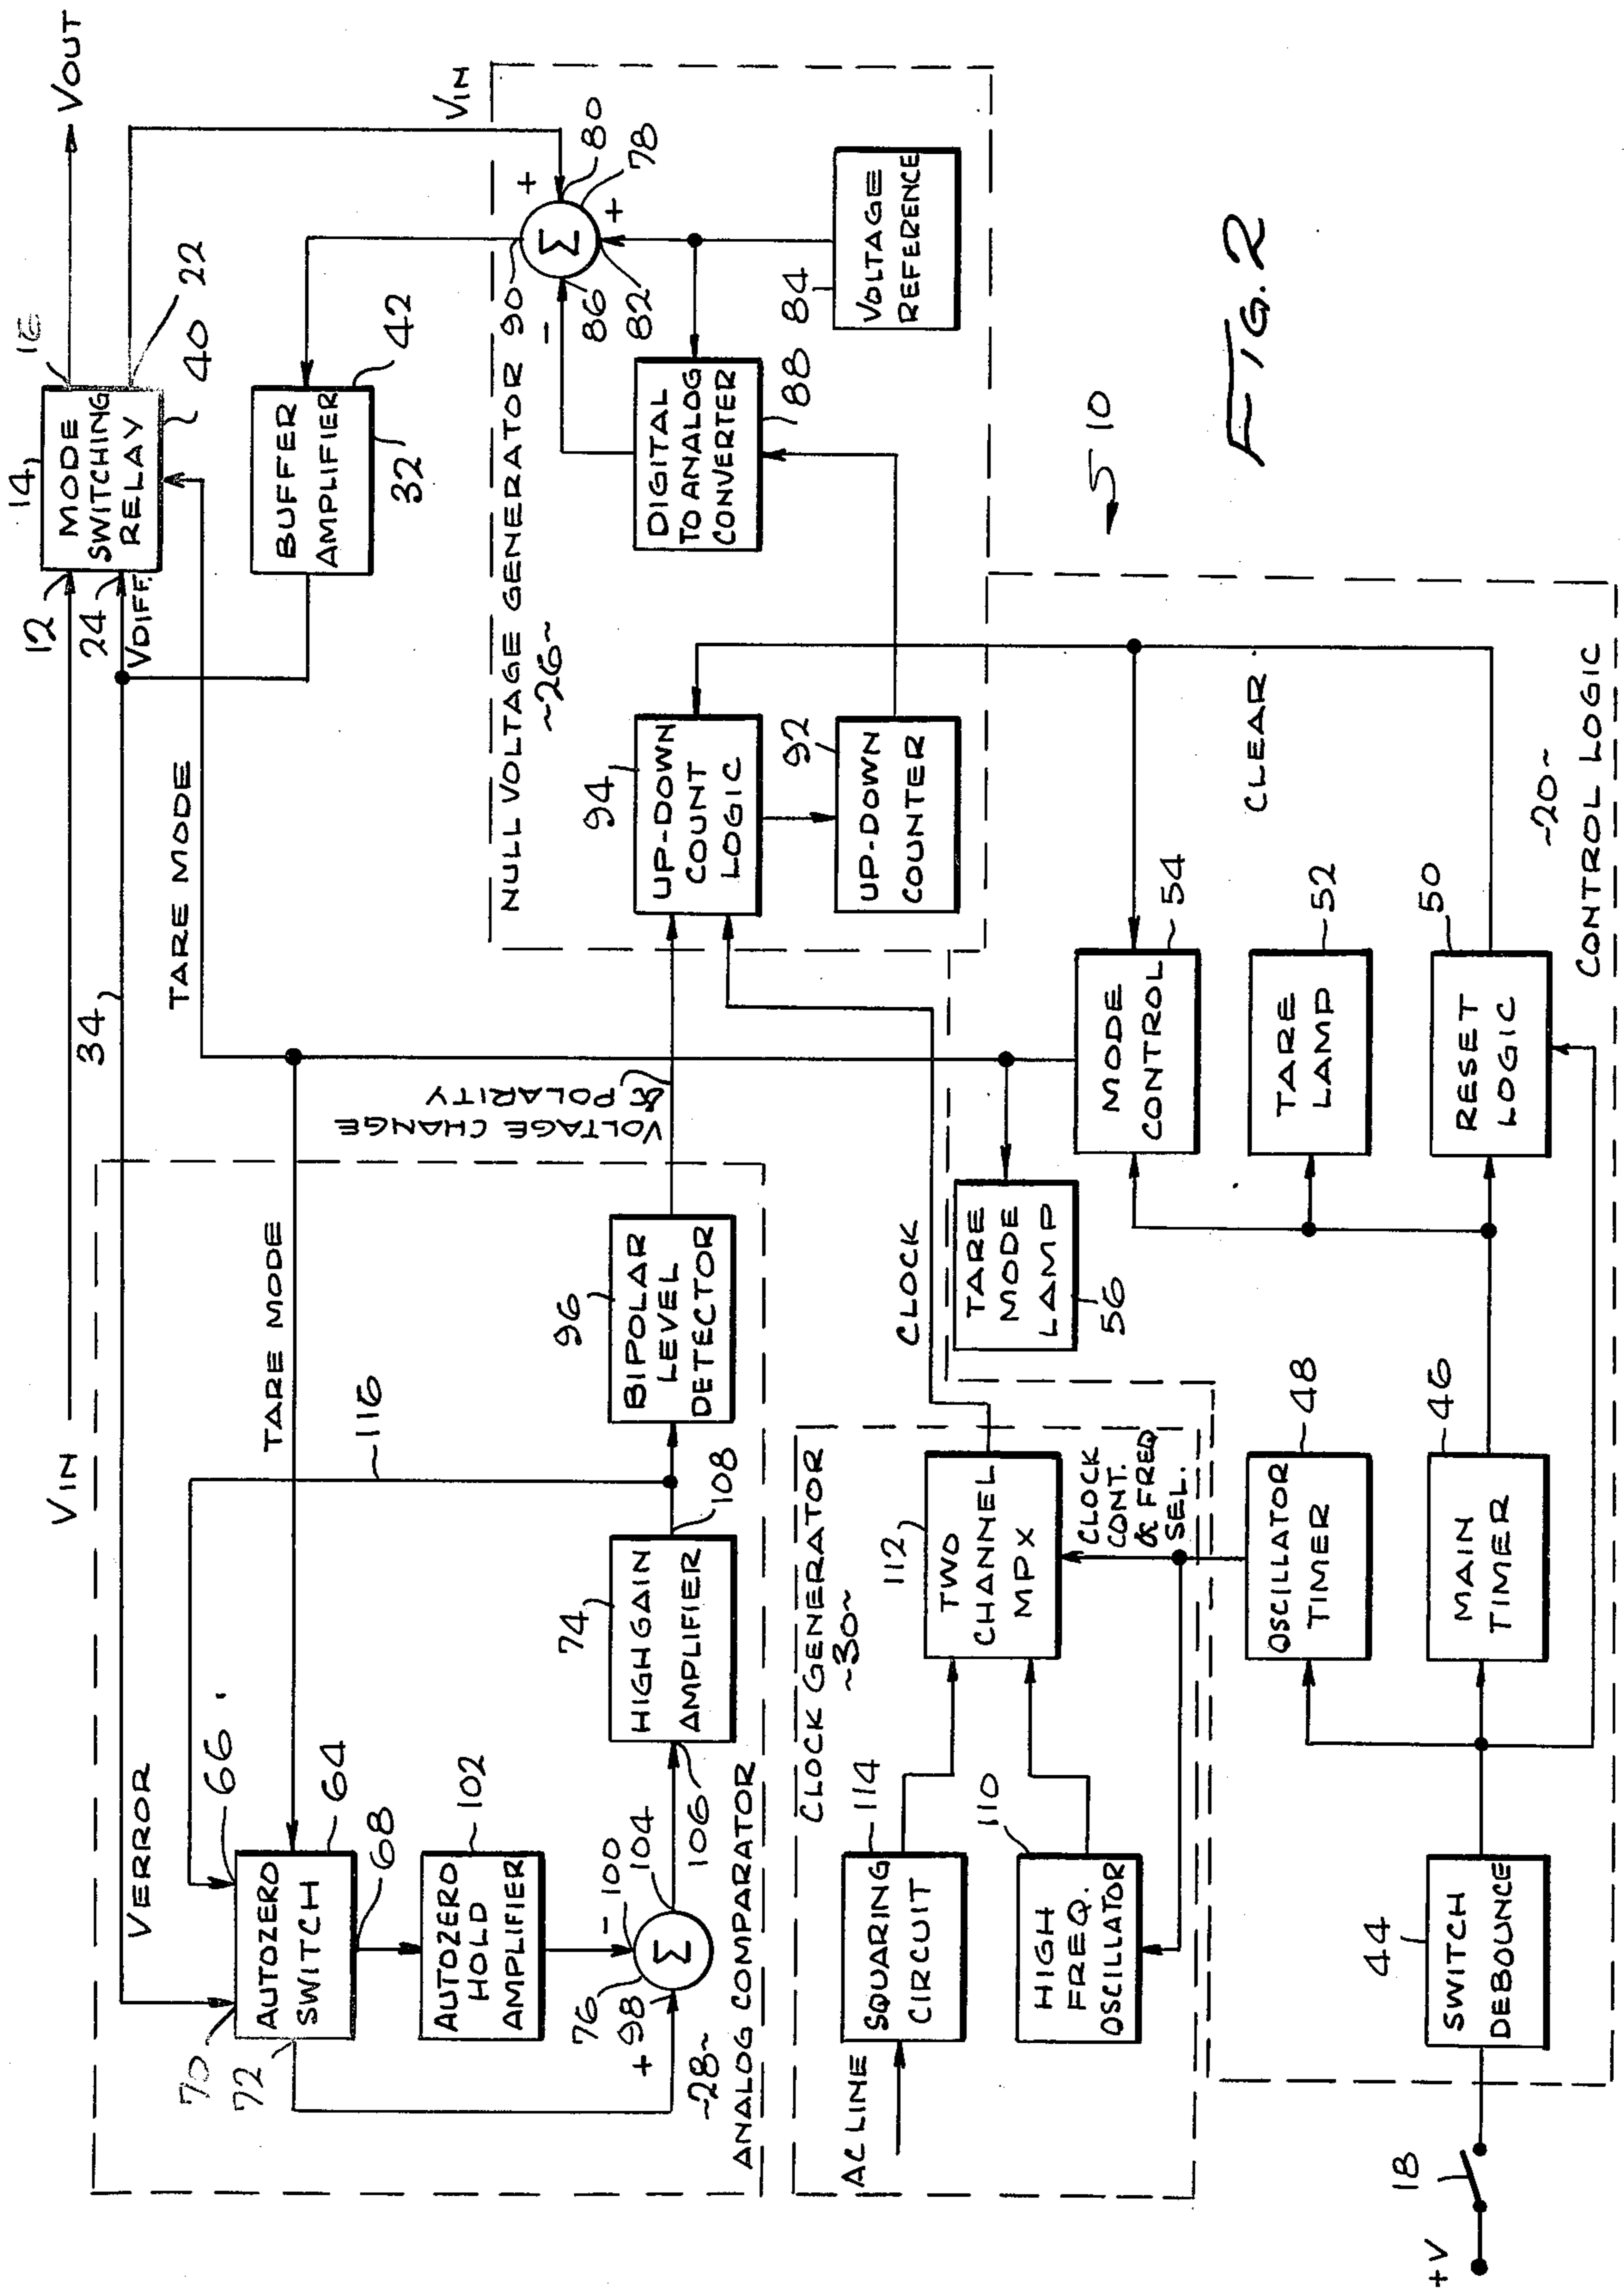 VIN
12
14
MODE
SWITCHING
RELAY
16
VOUT
22
40
24
VDIFF.
34
VERROR
TARE MODE
BUFFER
AMPLIFIER
42
32
VIN
NULL VOLTAGE GENERATOR
~26~
90
+
80
78
Σ
+
-
86
82
VOLTAGE
REFERENCE
84
DIGITAL
TO ANALOG
CONVERTER
88
94
UP-DOWN
COUNT
LOGIC
92
UP-DOWN
COUNTER
VOLTAGE CHANGE
& POLARITY
TARE MODE
116
66
70
72
AUTOZERO
SWITCH
64
68
AUTOZERO
HOLD
AMPLIFIER
102
-
100
104
76
+
98
Σ
106
74
HIGH GAIN
AMPLIFIER
108
96
BIPOLAR
LEVEL
DETECTOR
~28~
ANALOG COMPARATOR
CLOCK GENERATOR
~30~
AC LINE
SQUARING
CIRCUIT
114
HIGH
FREQ.
OSCILLATOR
110
112
TWO
CHANNEL
MPX
CLOCK
CONT.
& FREQ
SEL.
CLOCK
TARE
MODE
LAMP
56
MODE
CONTROL
54
TARE
LAMP
52
RESET
LOGIC
50
CLEAR
OSCILLATOR
TIMER
48
MAIN
TIMER
46
SWITCH
DEBOUNCE
44
18
+V
~20~
CONTROL LOGIC
10
FIG. 2